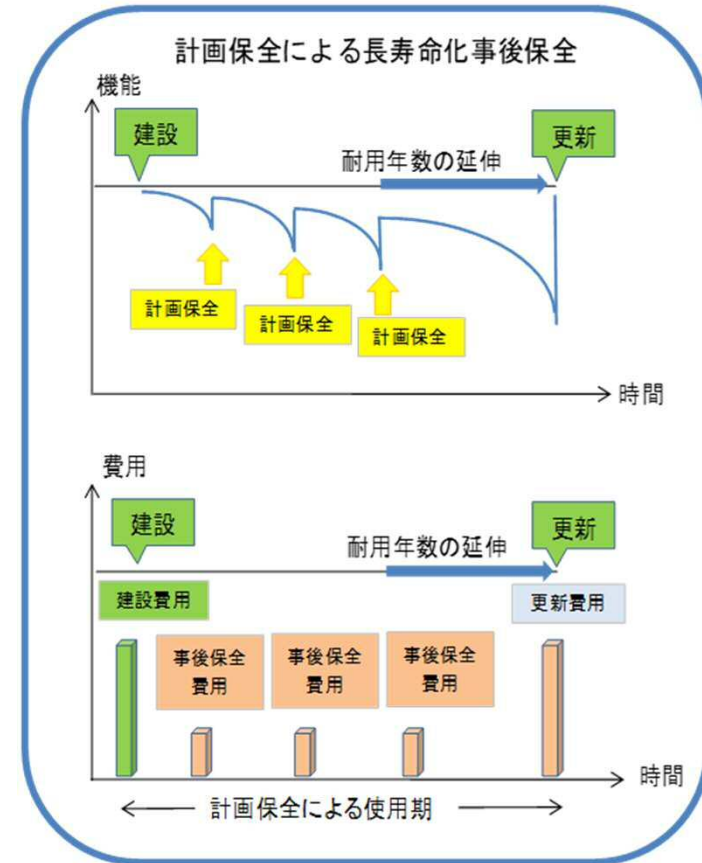 計画保全による長寿命化事後保全
機能
建設
更新
耐用年数の延伸
計画保全
計画保全
計画保全
時間
費用
建設
更新
耐用年数の延伸
建設費用
更新費用
事後保全
費用
事後保全
費用
事後保全
費用
時間
計画保全による使用期